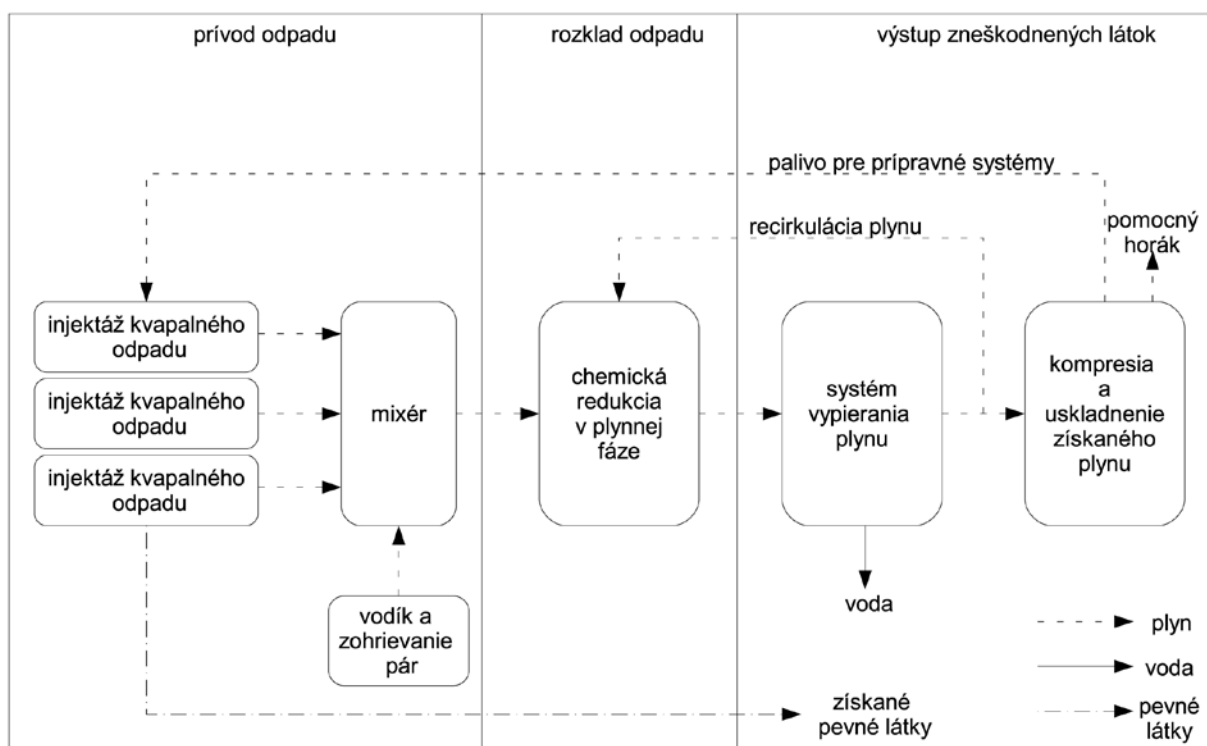 prívod odpadu
rozklad odpadu
výstup zneškodnených látok
palivo pre prípravné systémy
recirkulácia plynu
pomocný
horák
injektáž kvapalného
odpadu
injektáž kvapalného
odpadu
injektáž kvapalného
odpadu
mixér
chemická
redukcia
v plynnej
fáze
systém
vypierania
plynu
kompresia
a
uskladnenie
získaného
plynu
vodík a
zohrievanie
pár
voda
získané
pevné látky
plyn
voda
pevné
látky